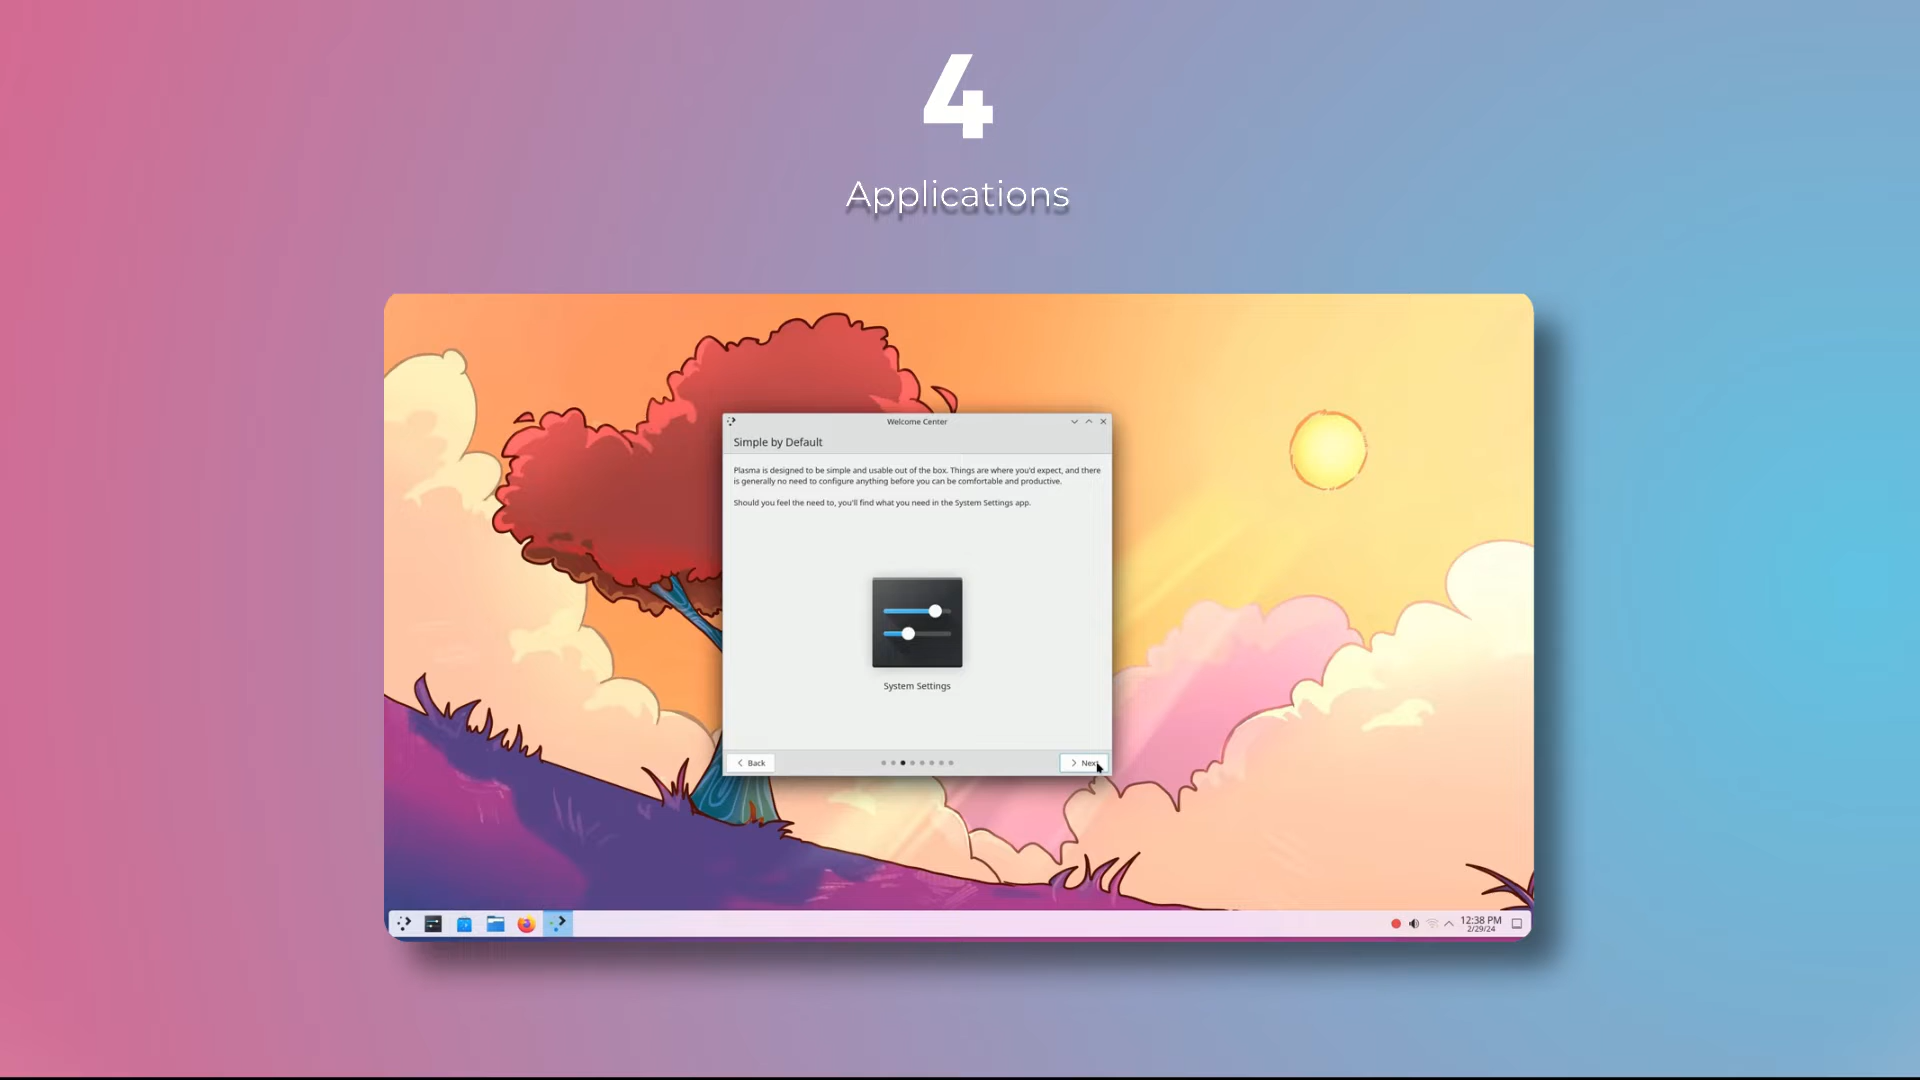 4
Applications
Welcome Center
Simple by Default
Plasma is designed to be simple and usable out of the box. Things are where you'd expect, and there
is generally no need to configure anything before you can be comfortable and productive.
Should you feel the need to, you'll find what you need in the System Settings app.
System Settings
Back
Next
12:38 PM
2/29/24